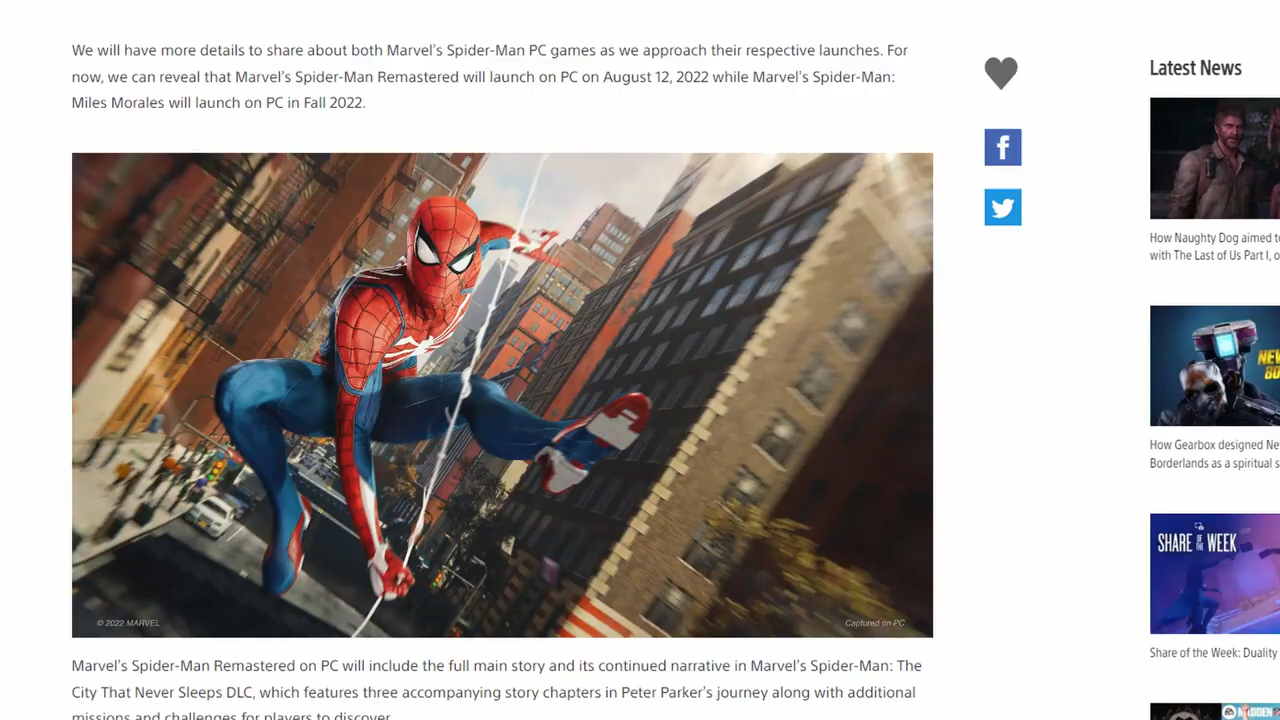 We will have more details to share about both Marvel's Spider-Man PC games as we approach their respective launches. For
now, we can reveal that Marvel's Spider-Man Remastered will launch on PC on August 12, 2022 while Marvel's Spider-Man:
Miles Morales will launch on PC in Fall 2022.
© 2022 MARVEL
Captured on PC
Marvel's Spider-Man Remastered on PC will include the full main story and its continued narrative in Marvel's Spider-Man: The
City That Never Sleeps DLC, which features three accompanying story chapters in Peter Parker's journey along with additional
missions and challenges for players to discover.
Latest News
How Naughty Dog aimed
with The Last of Us Part I,
NEW
How Gearbox designed
Borderlands as a spiritual
SHARE OF THE WEEK
Share of the Week: Duality
MADDEN